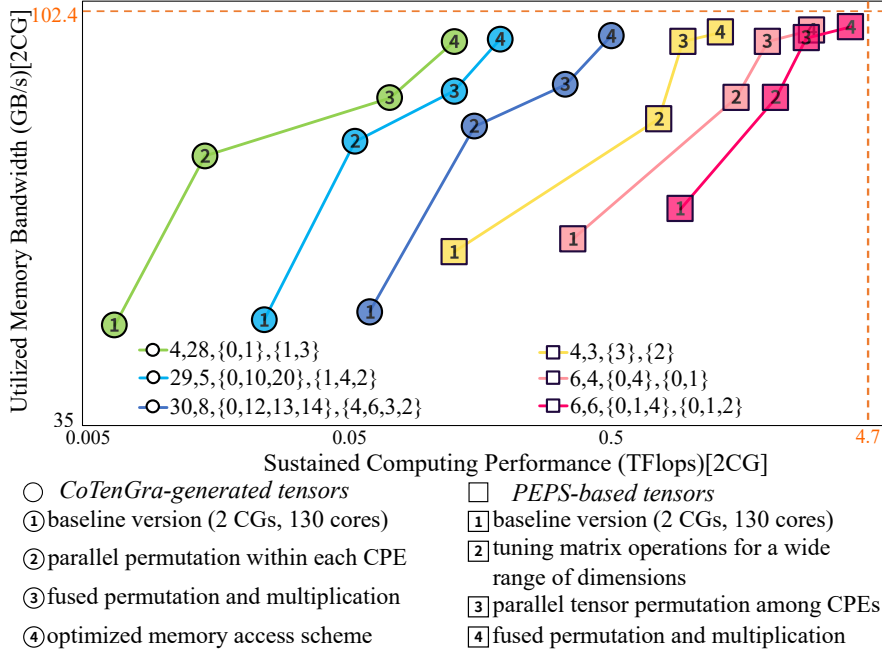 102.4
Utilized Memory Bandwidth (GB/s)[2CG]
4
4
4
3
4
3
4
4
3
3
3
3
2
2
2
2
2
2
1
1
1
1
1
1
4,28,{0,1},{1,3}
29,5,{0,10,20},{1,4,2}
30,8,{0,12,13,14},{4,6,3,2}
4,3,{3},{2}
6,4,{0,4},{0,1}
6,6,{0,1,4},{0,1,2}
35
0.005
0.05
0.5
4.7
Sustained Computing Performance (TFlops)[2CG]
CoTenGra-generated tensors
1 baseline version (2 CGs, 130 cores)
2 parallel permutation within each CPE
3 fused permutation and multiplication
4 optimized memory access scheme
PEPS-based tensors
1 baseline version (2 CGs, 130 cores)
2 tuning matrix operations for a wide
range of dimensions
3 parallel tensor permutation among CPEs
4 fused permutation and multiplication